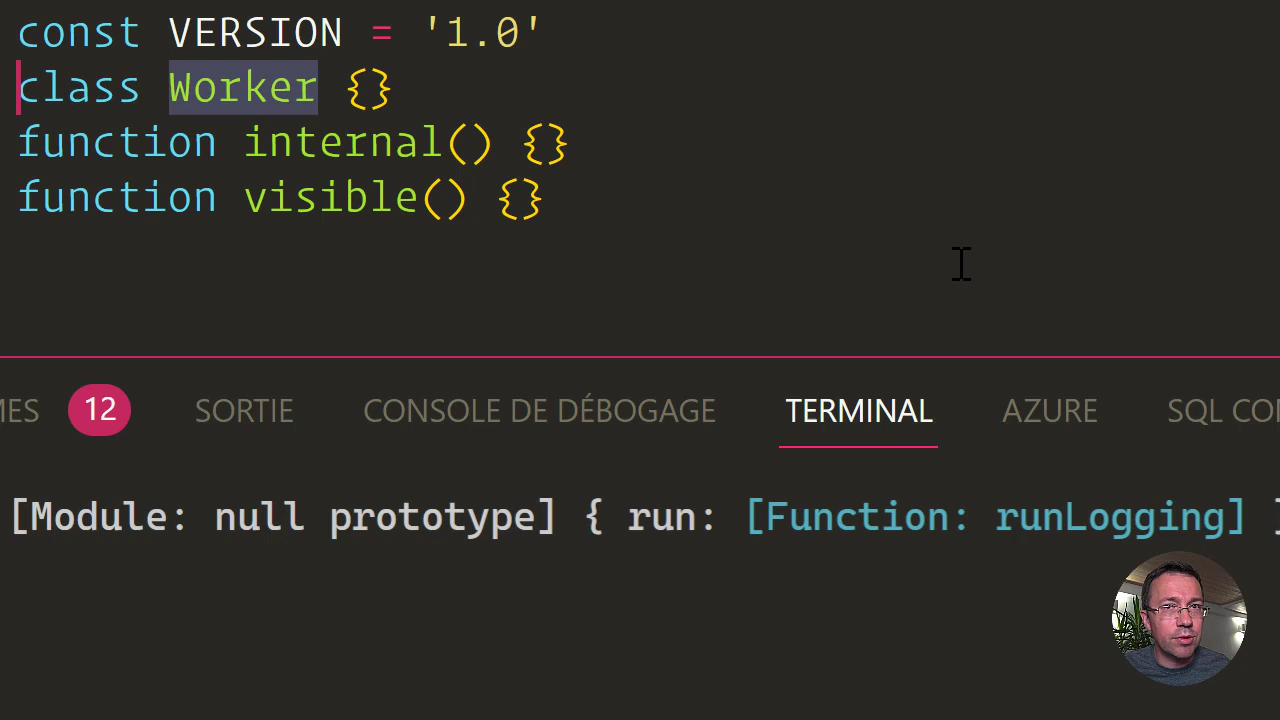 const VERSION = '1.0'
class Worker {}
function internal() {}
function visible() {}
MES 12 SORTIE CONSOLE DE DÉBOGAGE TERMINAL AZURE SQL CON
[Module: null prototype] { run: [Function: runLogging] }